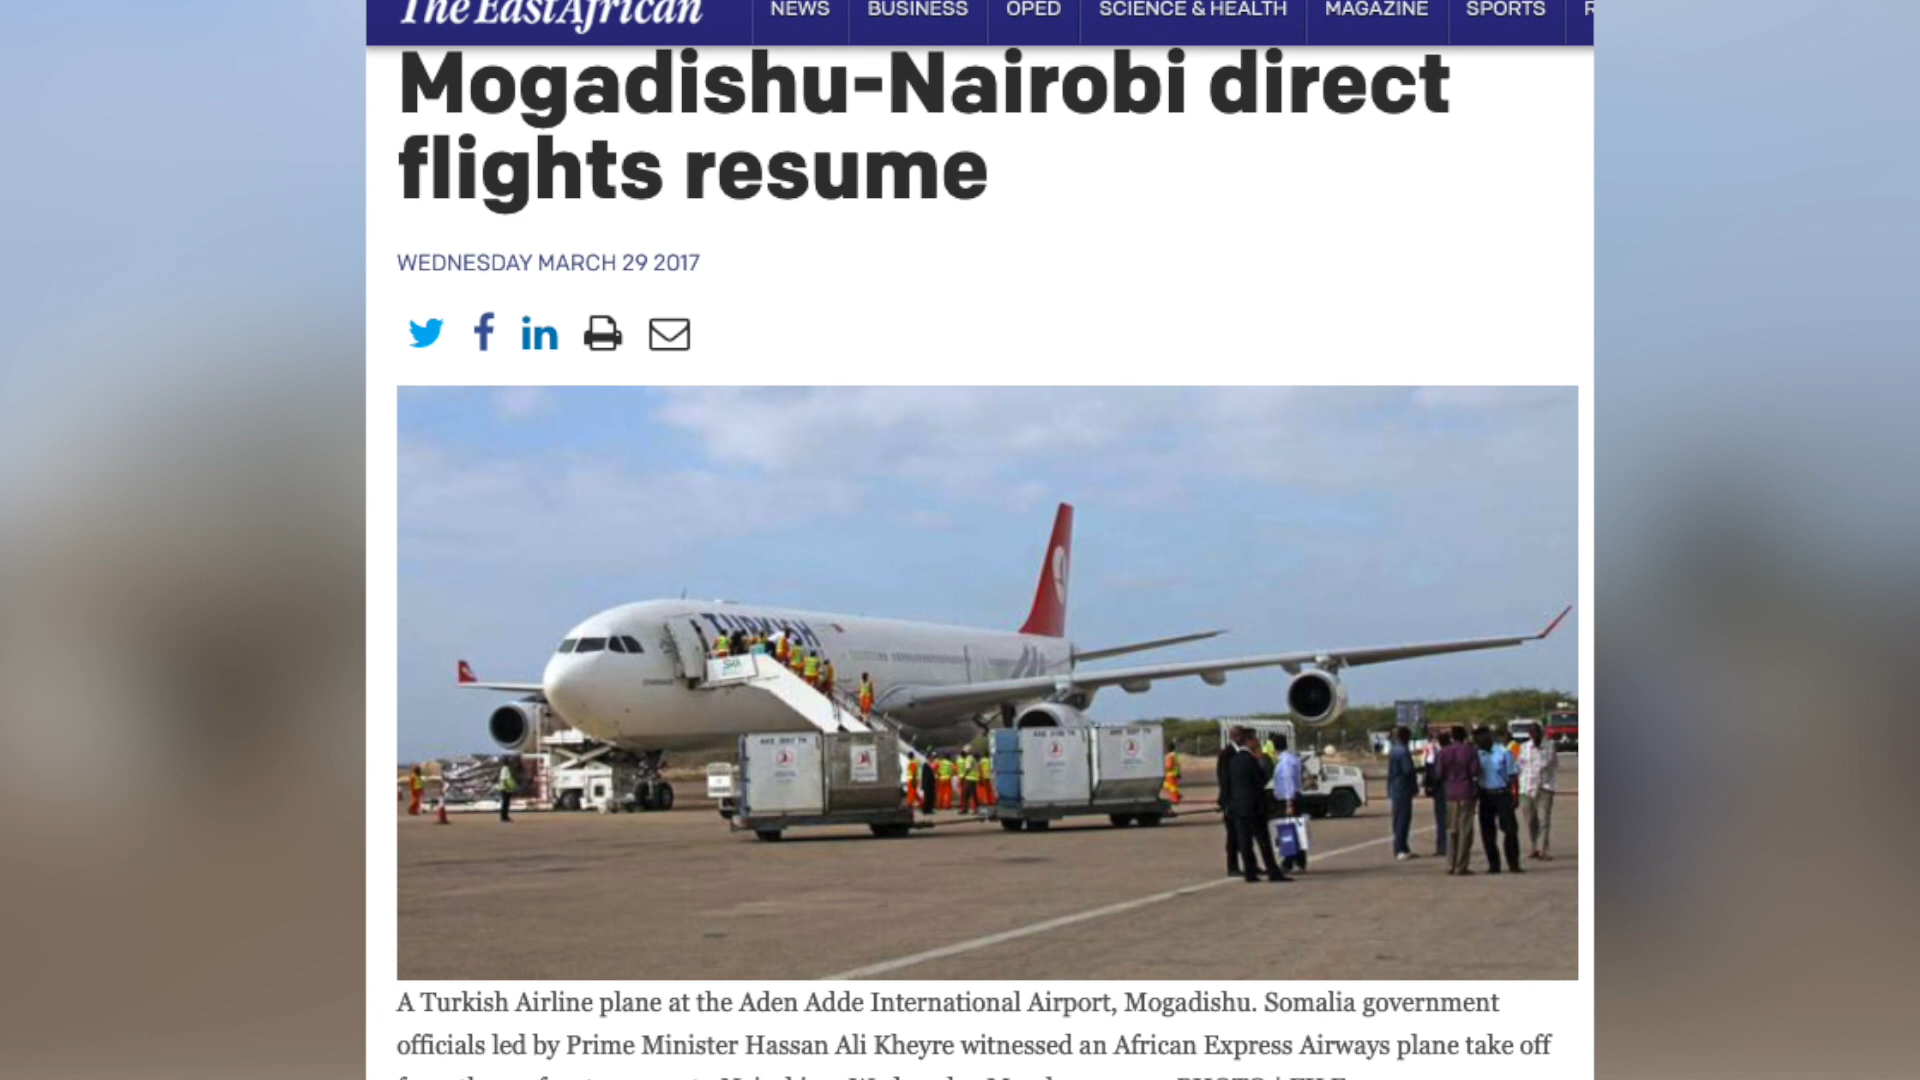 The EastAfrican NEWS BUSINESS OPED SCIENCE & HEALTH MAGAZINE SPORTS
Mogadishu-Nairobi direct
flights resume
WEDNESDAY MARCH 29 2017
TURKISH
A Turkish Airline plane at the Aden Adde International Airport, Mogadishu. Somalia government
officials led by Prime Minister Hassan Ali Kheyre witnessed an African Express Airways plane take off